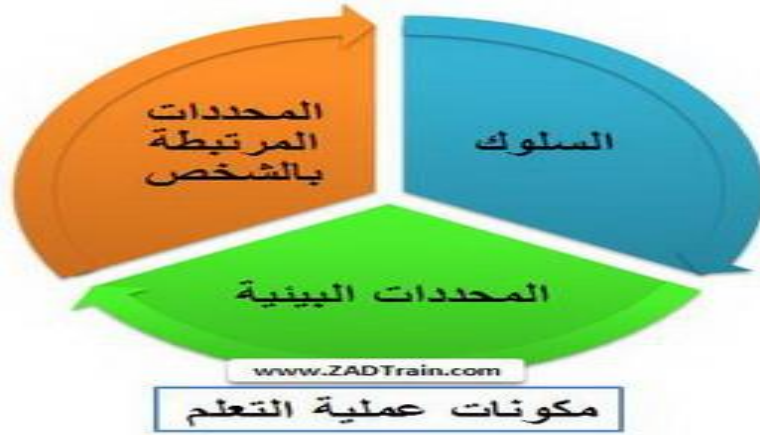 السلوك
المحددات
المرتبطة
بالشخص
المحددات البيئية
www.ZADTrain.com
مكونات عملية التعلم